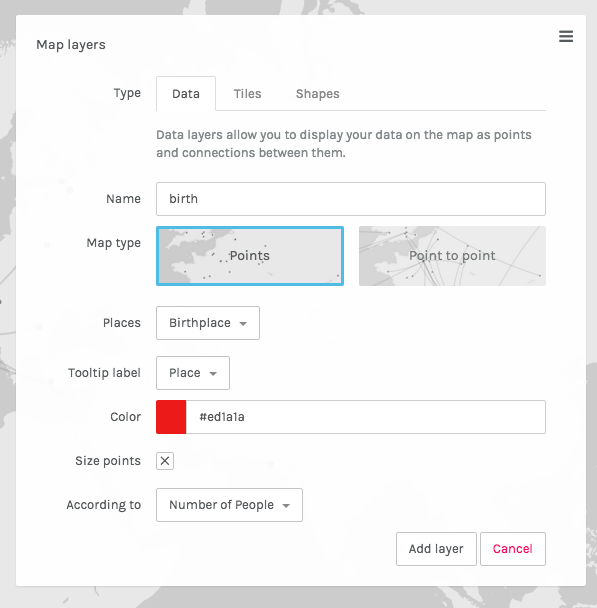 Map layers
Type
Data
Tiles
Shapes
Data layers allow you to display your data on the map as points
and connections between them.
Name
birth
Map type
Points
Point to point
Places
Birthplace
Tooltip label
Place
Color
#ed1a1a
Size points
According to
Number of People
Add layer
Cancel